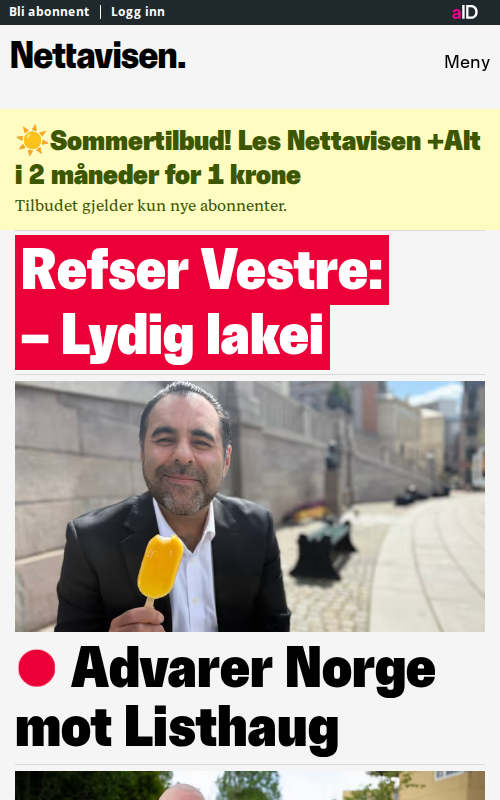 Bli abonnent | Logg inn
aID
Nettavisen.
Meny
☀️Sommertilbud! Les Nettavisen +Alt
i 2 måneder for 1 krone
Tilbudet gjelder kun nye abonnenter.
Refser Vestre:
– Lydig lakei
Advarer Norge
mot Listhaug